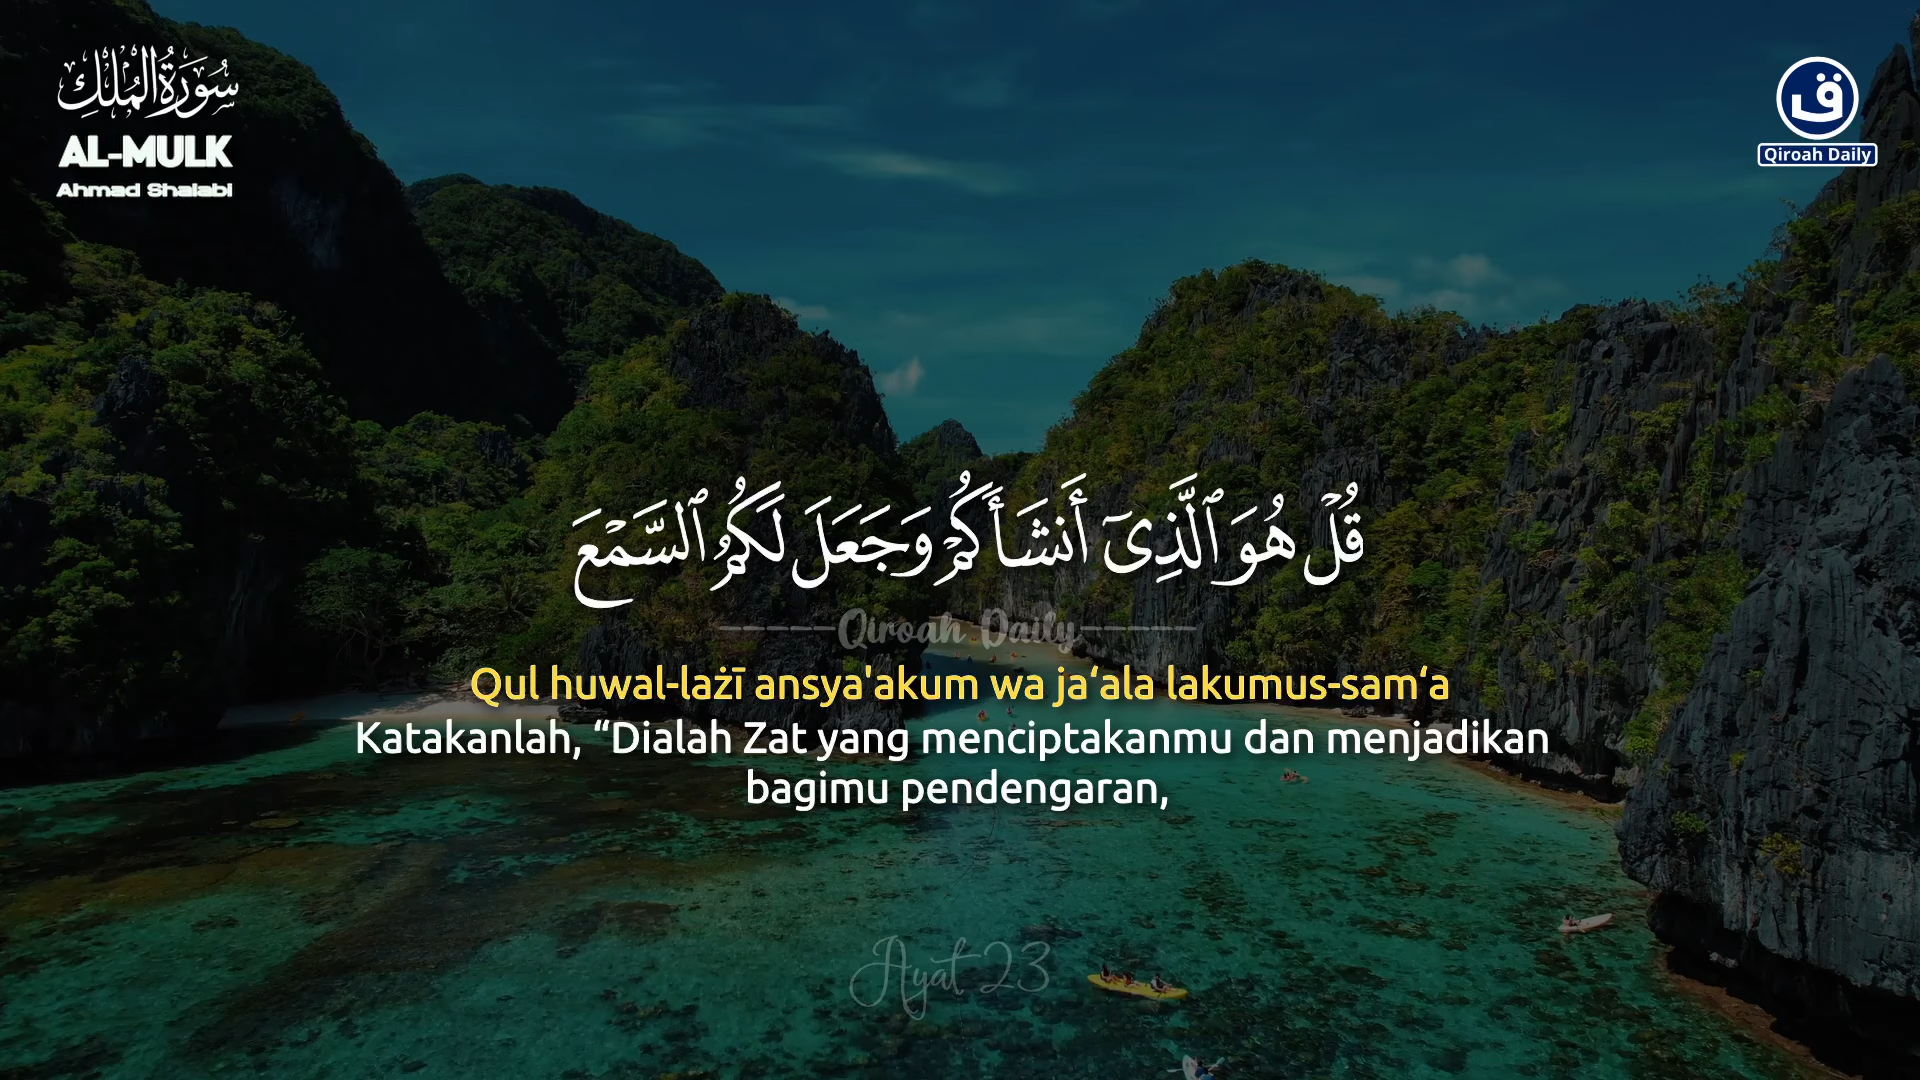 سُورَةُ الْمُلْكِ
AL-MULK
Ahmad Shalabi
ق
Qiroah Daily
قُلْ هُوَ ٱلَّذِىٓ أَنشَأَكُمْ وَجَعَلَ لَكُمُ ٱلسَّمْعَ
-----Qiroah Daily-----
Qul huwal-lażī ansya'akum wa ja‘ala lakumus-sam‘a
Katakanlah, “Dialah Zat yang menciptakanmu dan menjadikan
bagimu pendengaran,
Ayat 23